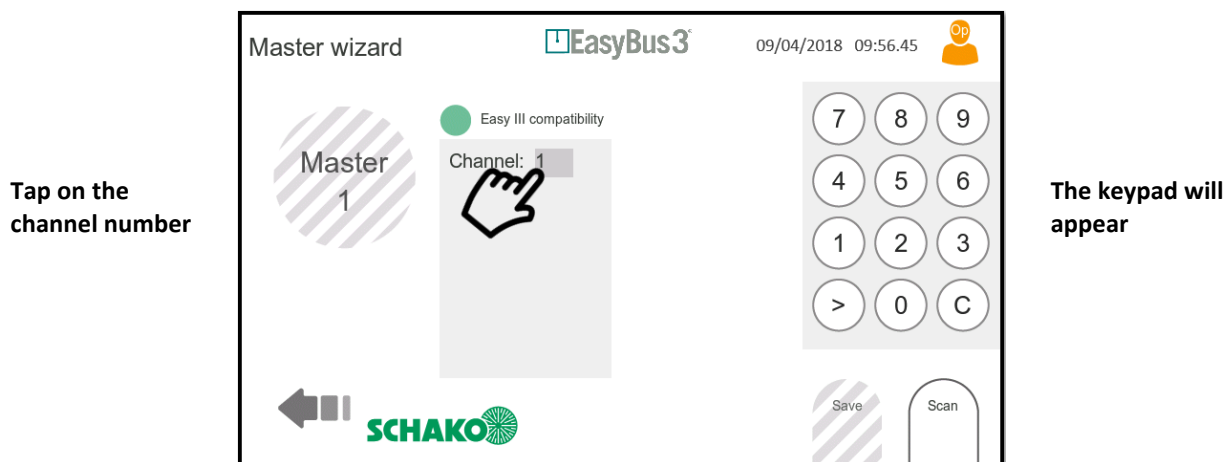 Master wizard
EasyBus3
09/04/2018 09:56.45
Op
Easy III compatibility
Master
1
Channel: 1
Tap on the
channel number
7 8 9
4 5 6
1 2 3
> 0 C
The keypad will
appear
SCHAKO
Save
Scan